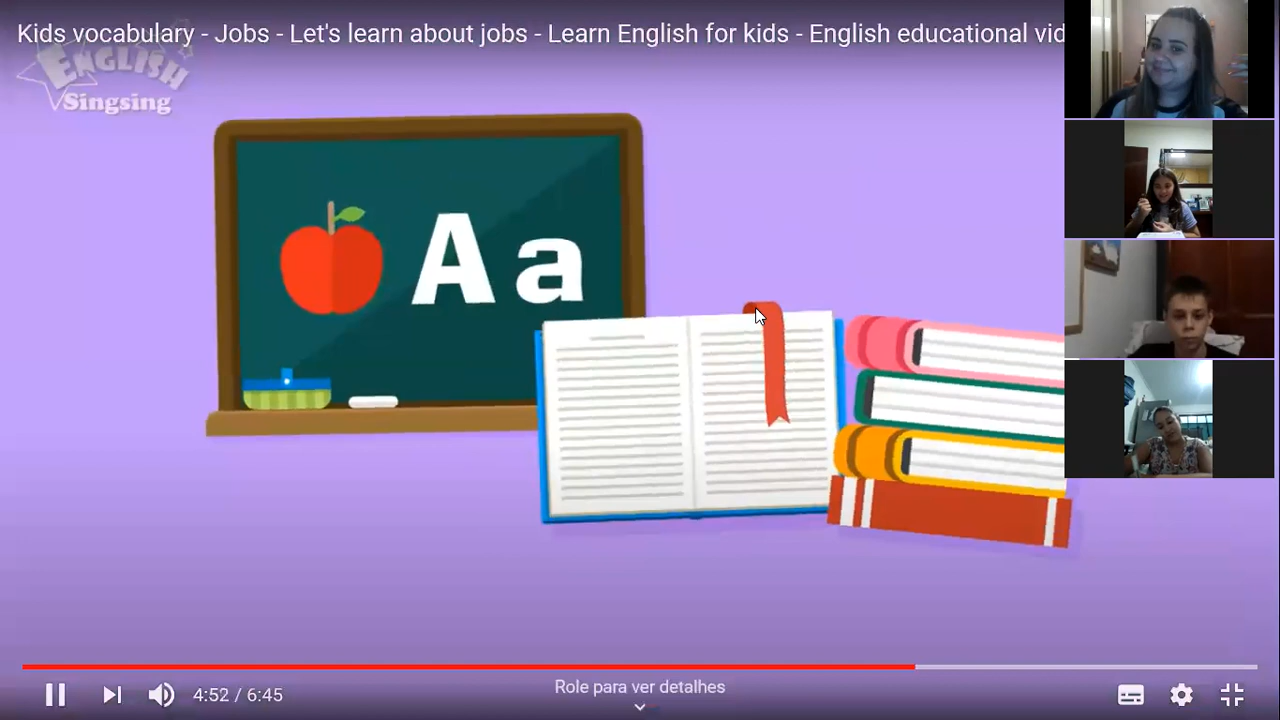 Kids vocabulary - Jobs - Let's learn about jobs - Learn English for kids - English educational vid
ENGLISH
Singsing
Aa
4:52 / 6:45
Role para ver detalhes